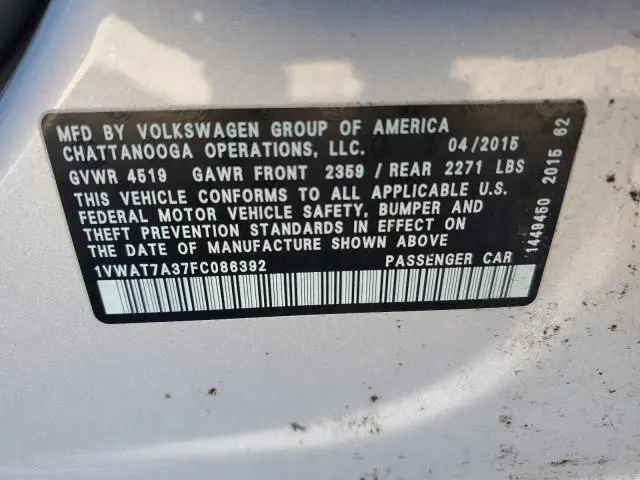 MFD BY VOLKSWAGEN GROUP OF AMERICA
CHATTANOOGA OPERATIONS, LLC. 04/2015
GVWR 4519 GAWR FRONT 2359 / REAR 2271 LBS
THIS VEHICLE CONFORMS TO ALL APPLICABLE U.S.
FEDERAL MOTOR VEHICLE SAFETY, BUMPER AND
THEFT PREVENTION STANDARDS IN EFFECT ON
THE DATE OF MANUFACTURE SHOWN ABOVE
1VWAT7A37FC086392 PASSENGER CAR
1449450 2015 62